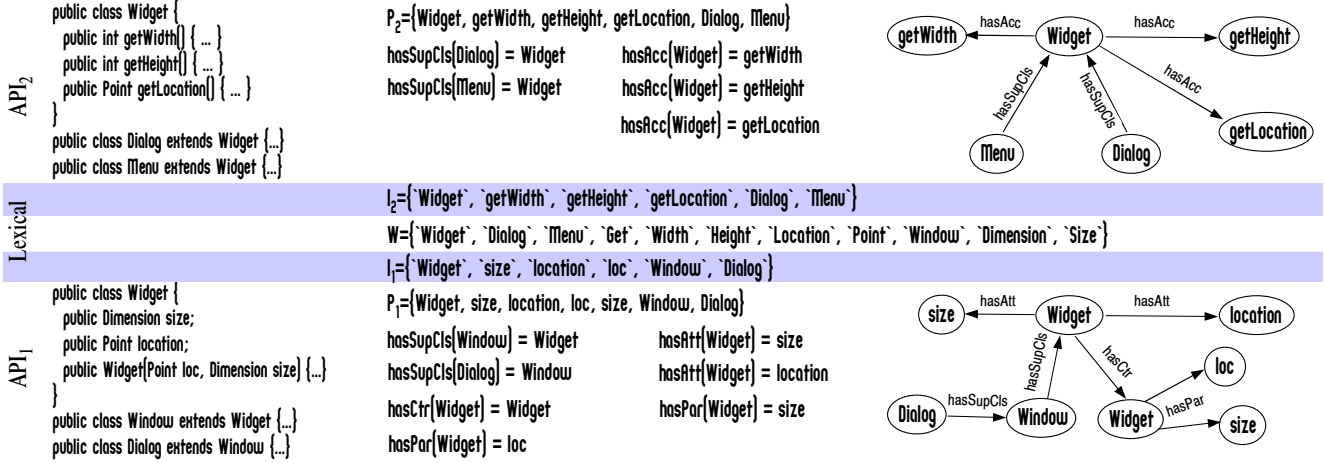 API2
public class Widget {
public int getWidth() { ... }
public int getHeight() { ... }
public Point getLocation() { ... }
}
public class Dialog extends Widget {...}
public class Menu extends Widget {...}
P2={Widget, getWidth, getHeight, getLocation, Dialog, Menu}
hasSupCls(Dialog) = Widget hasAcc(Widget) = getWidth
hasSupCls(Menu) = Widget hasAcc(Widget) = getHeight
hasAcc(Widget) = getLocation
getWidth hasAcc Widget hasAcc getHeight
hasSupCls hasSupCls hasAcc
Menu Dialog getLocation
Lexical
I2={`Widget`, `getWidth`, `getHeight`, `getLocation`, `Dialog`, `Menu`}
W={`Widget`, `Dialog`, `Menu`, `Get`, `Width`, `Height`, `Location`, `Point`, `Window`, `Dimension`, `Size`}
I1={`Widget`, `size`, `location`, `loc`, `Window`, `Dialog`}
API1
public class Widget {
public Dimension size;
public Point location;
public Widget(Point loc, Dimension size) {...}
}
public class Window extends Widget {...}
public class Dialog extends Window {...}
P1={Widget, size, location, loc, size, Window, Dialog}
hasSupCls(Window) = Widget hasAtt(Widget) = size
hasSupCls(Dialog) = Window hasAtt(Widget) = location
hasCtr(Widget) = Widget hasPar(Widget) = size
hasPar(Widget) = loc
size hasAtt Widget hasAtt location
hasSupCls hasCtr loc
Dialog hasSupCls Window Widget hasPar size